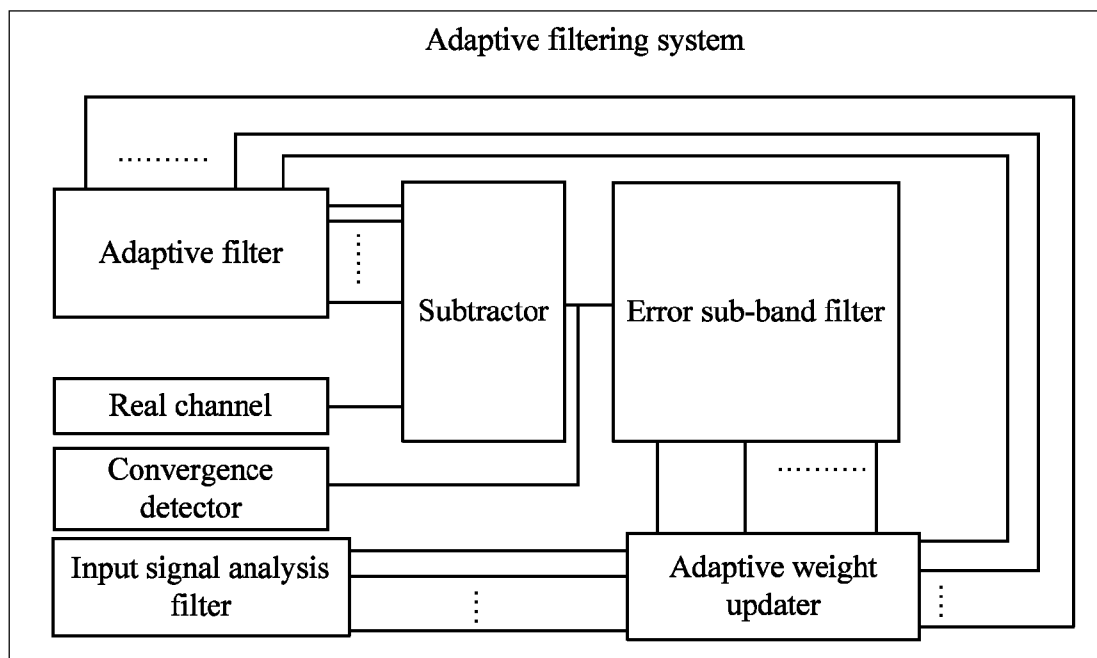 Adaptive filtering system
Adaptive filter
Subtractor
Error sub-band filter
Real channel
Convergence
detector
Input signal analysis
filter
Adaptive weight
updater